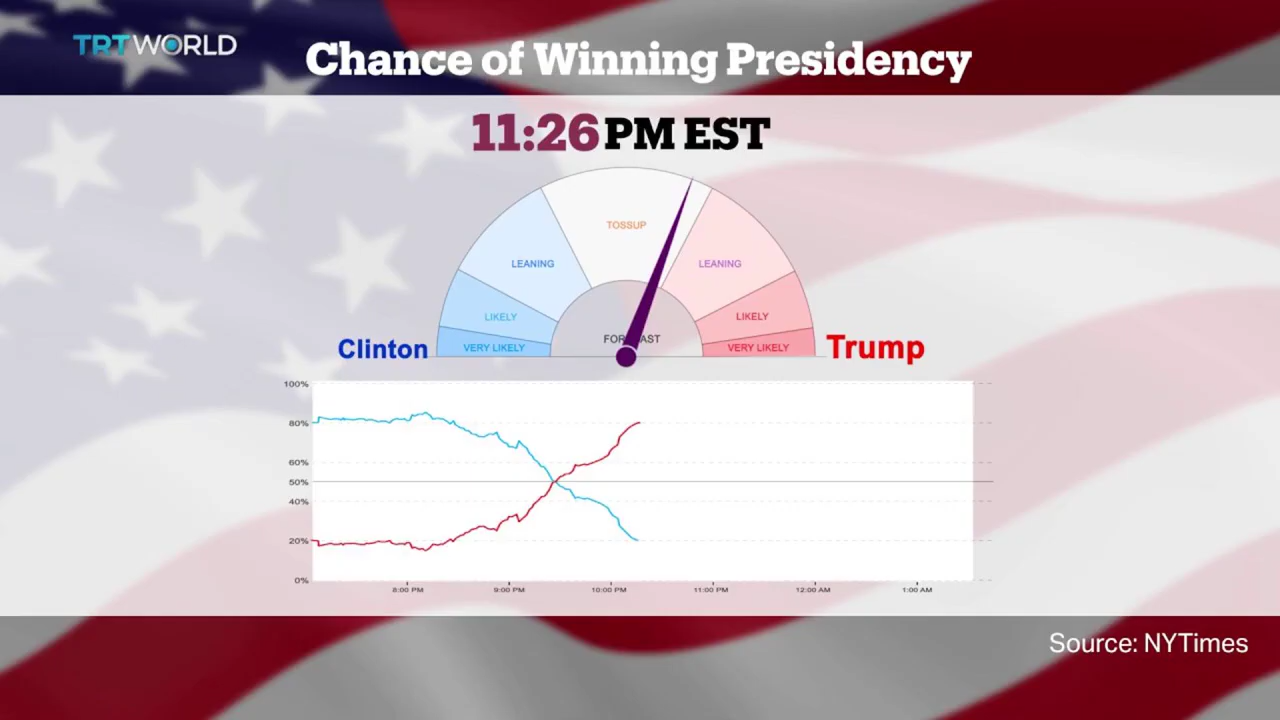 TRT WORLD
Chance of Winning Presidency
11:26 PM EST
TOSSUP
LEANING
LEANING
LIKELY
LIKELY
VERY LIKELY
VERY LIKELY
Clinton
Trump
100%
80%
60%
50%
40%
20%
0%
8:00 PM 9:00 PM 10:00 PM 11:00 PM 12:00 AM 1:00 AM
Source: NYTimes